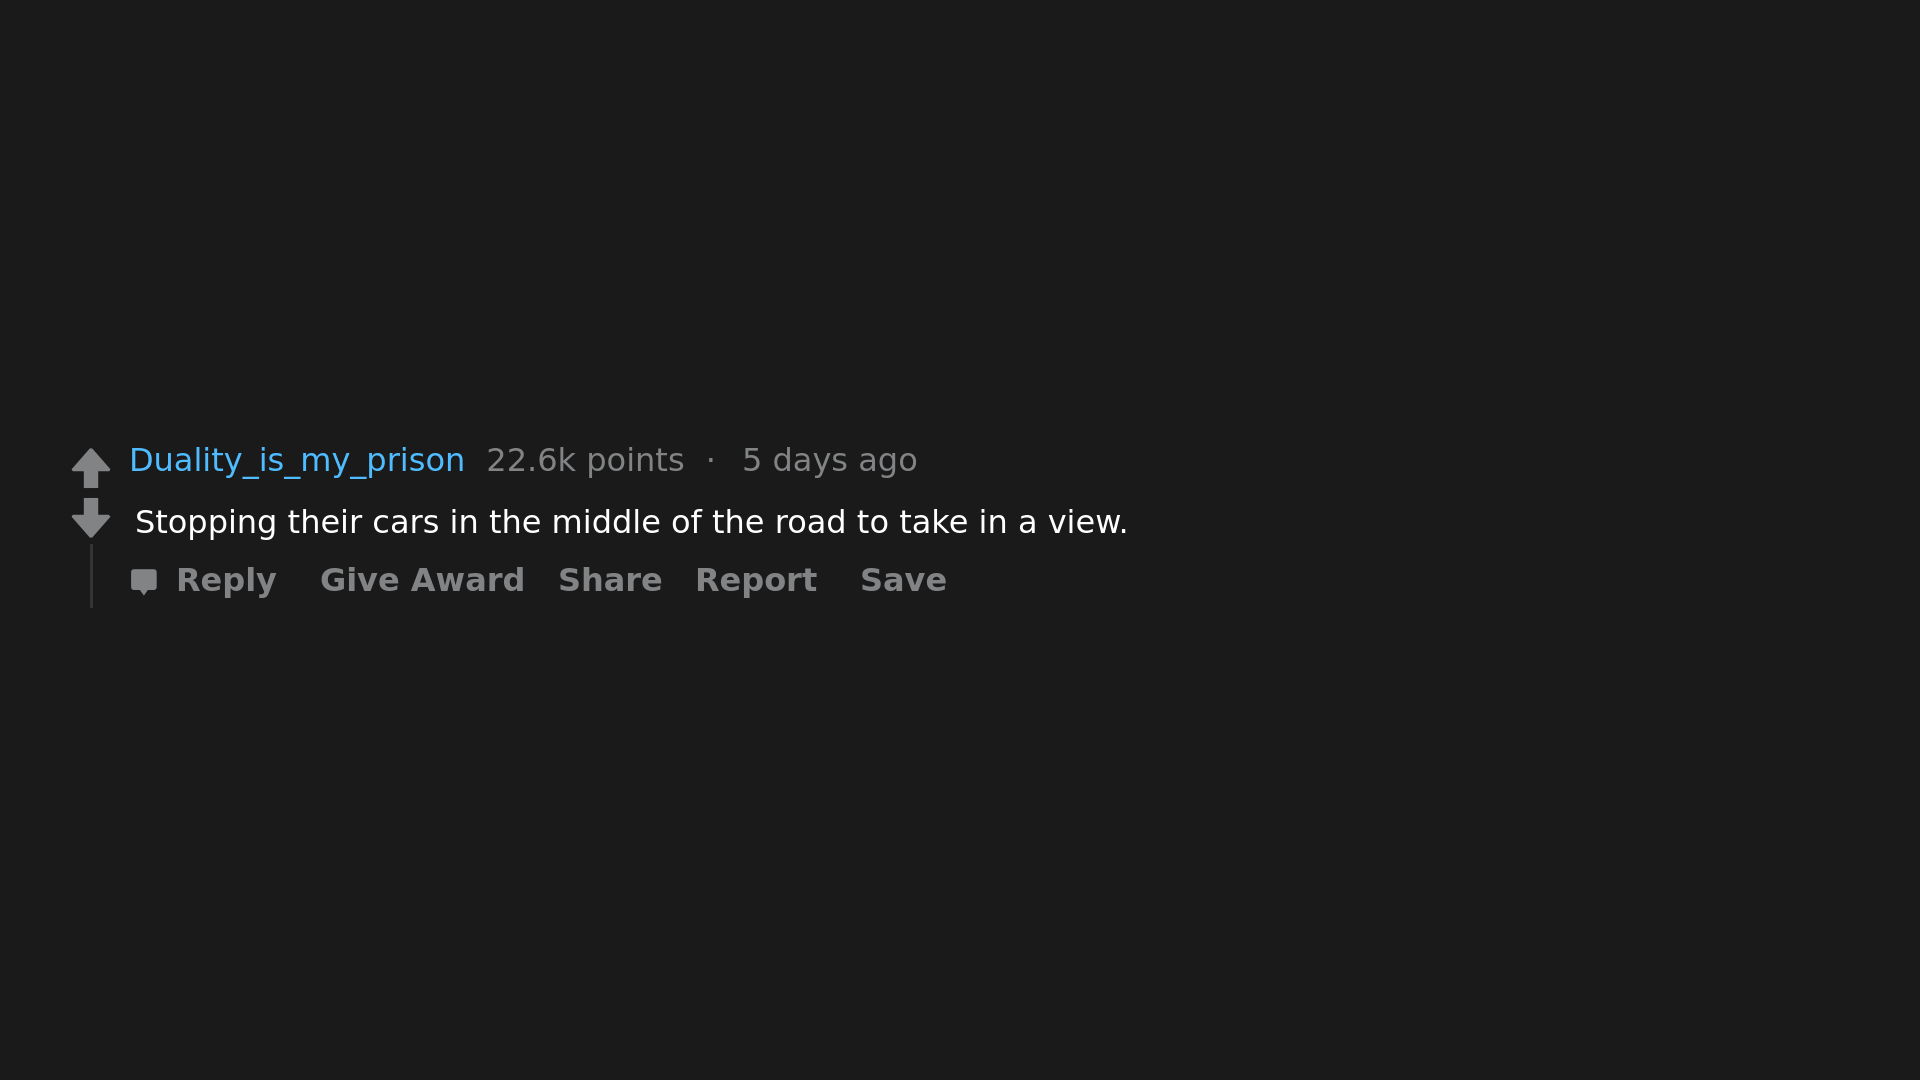 Duality_is_my_prison 22.6k points · 5 days ago
Stopping their cars in the middle of the road to take in a view.
Reply Give Award Share Report Save